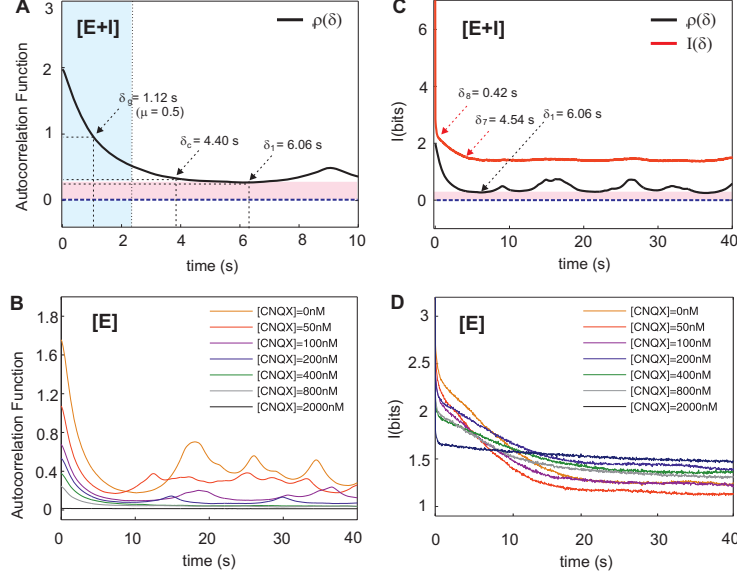 A
[E+I]
ρ(δ)
Autocorrelation Function
3
2
1
0
δg= 1.12 s
(μ = 0.5)
δc= 4.40 s
δ1= 6.06 s
0 2 4 6 8 10
time (s)
C
[E+I]
ρ(δ)
I(δ)
I(bits)
6
4
2
0
δ8= 0.42 s
δ7= 4.54 s
δ1= 6.06 s
0 10 20 30 40
time (s)
B
[E]
Autocorrelation Function
1.8
1.6
1.2
0.8
0.4
0
[CNQX]=0nM
[CNQX]=50nM
[CNQX]=100nM
[CNQX]=200nM
[CNQX]=400nM
[CNQX]=800nM
[CNQX]=2000nM
0 10 20 30 40
time (s)
D
[E]
I(bits)
3
2.5
2
1.5
1
[CNQX]=0nM
[CNQX]=50nM
[CNQX]=100nM
[CNQX]=200nM
[CNQX]=400nM
[CNQX]=800nM
[CNQX]=2000nM
0 10 20 30 40
time (s)